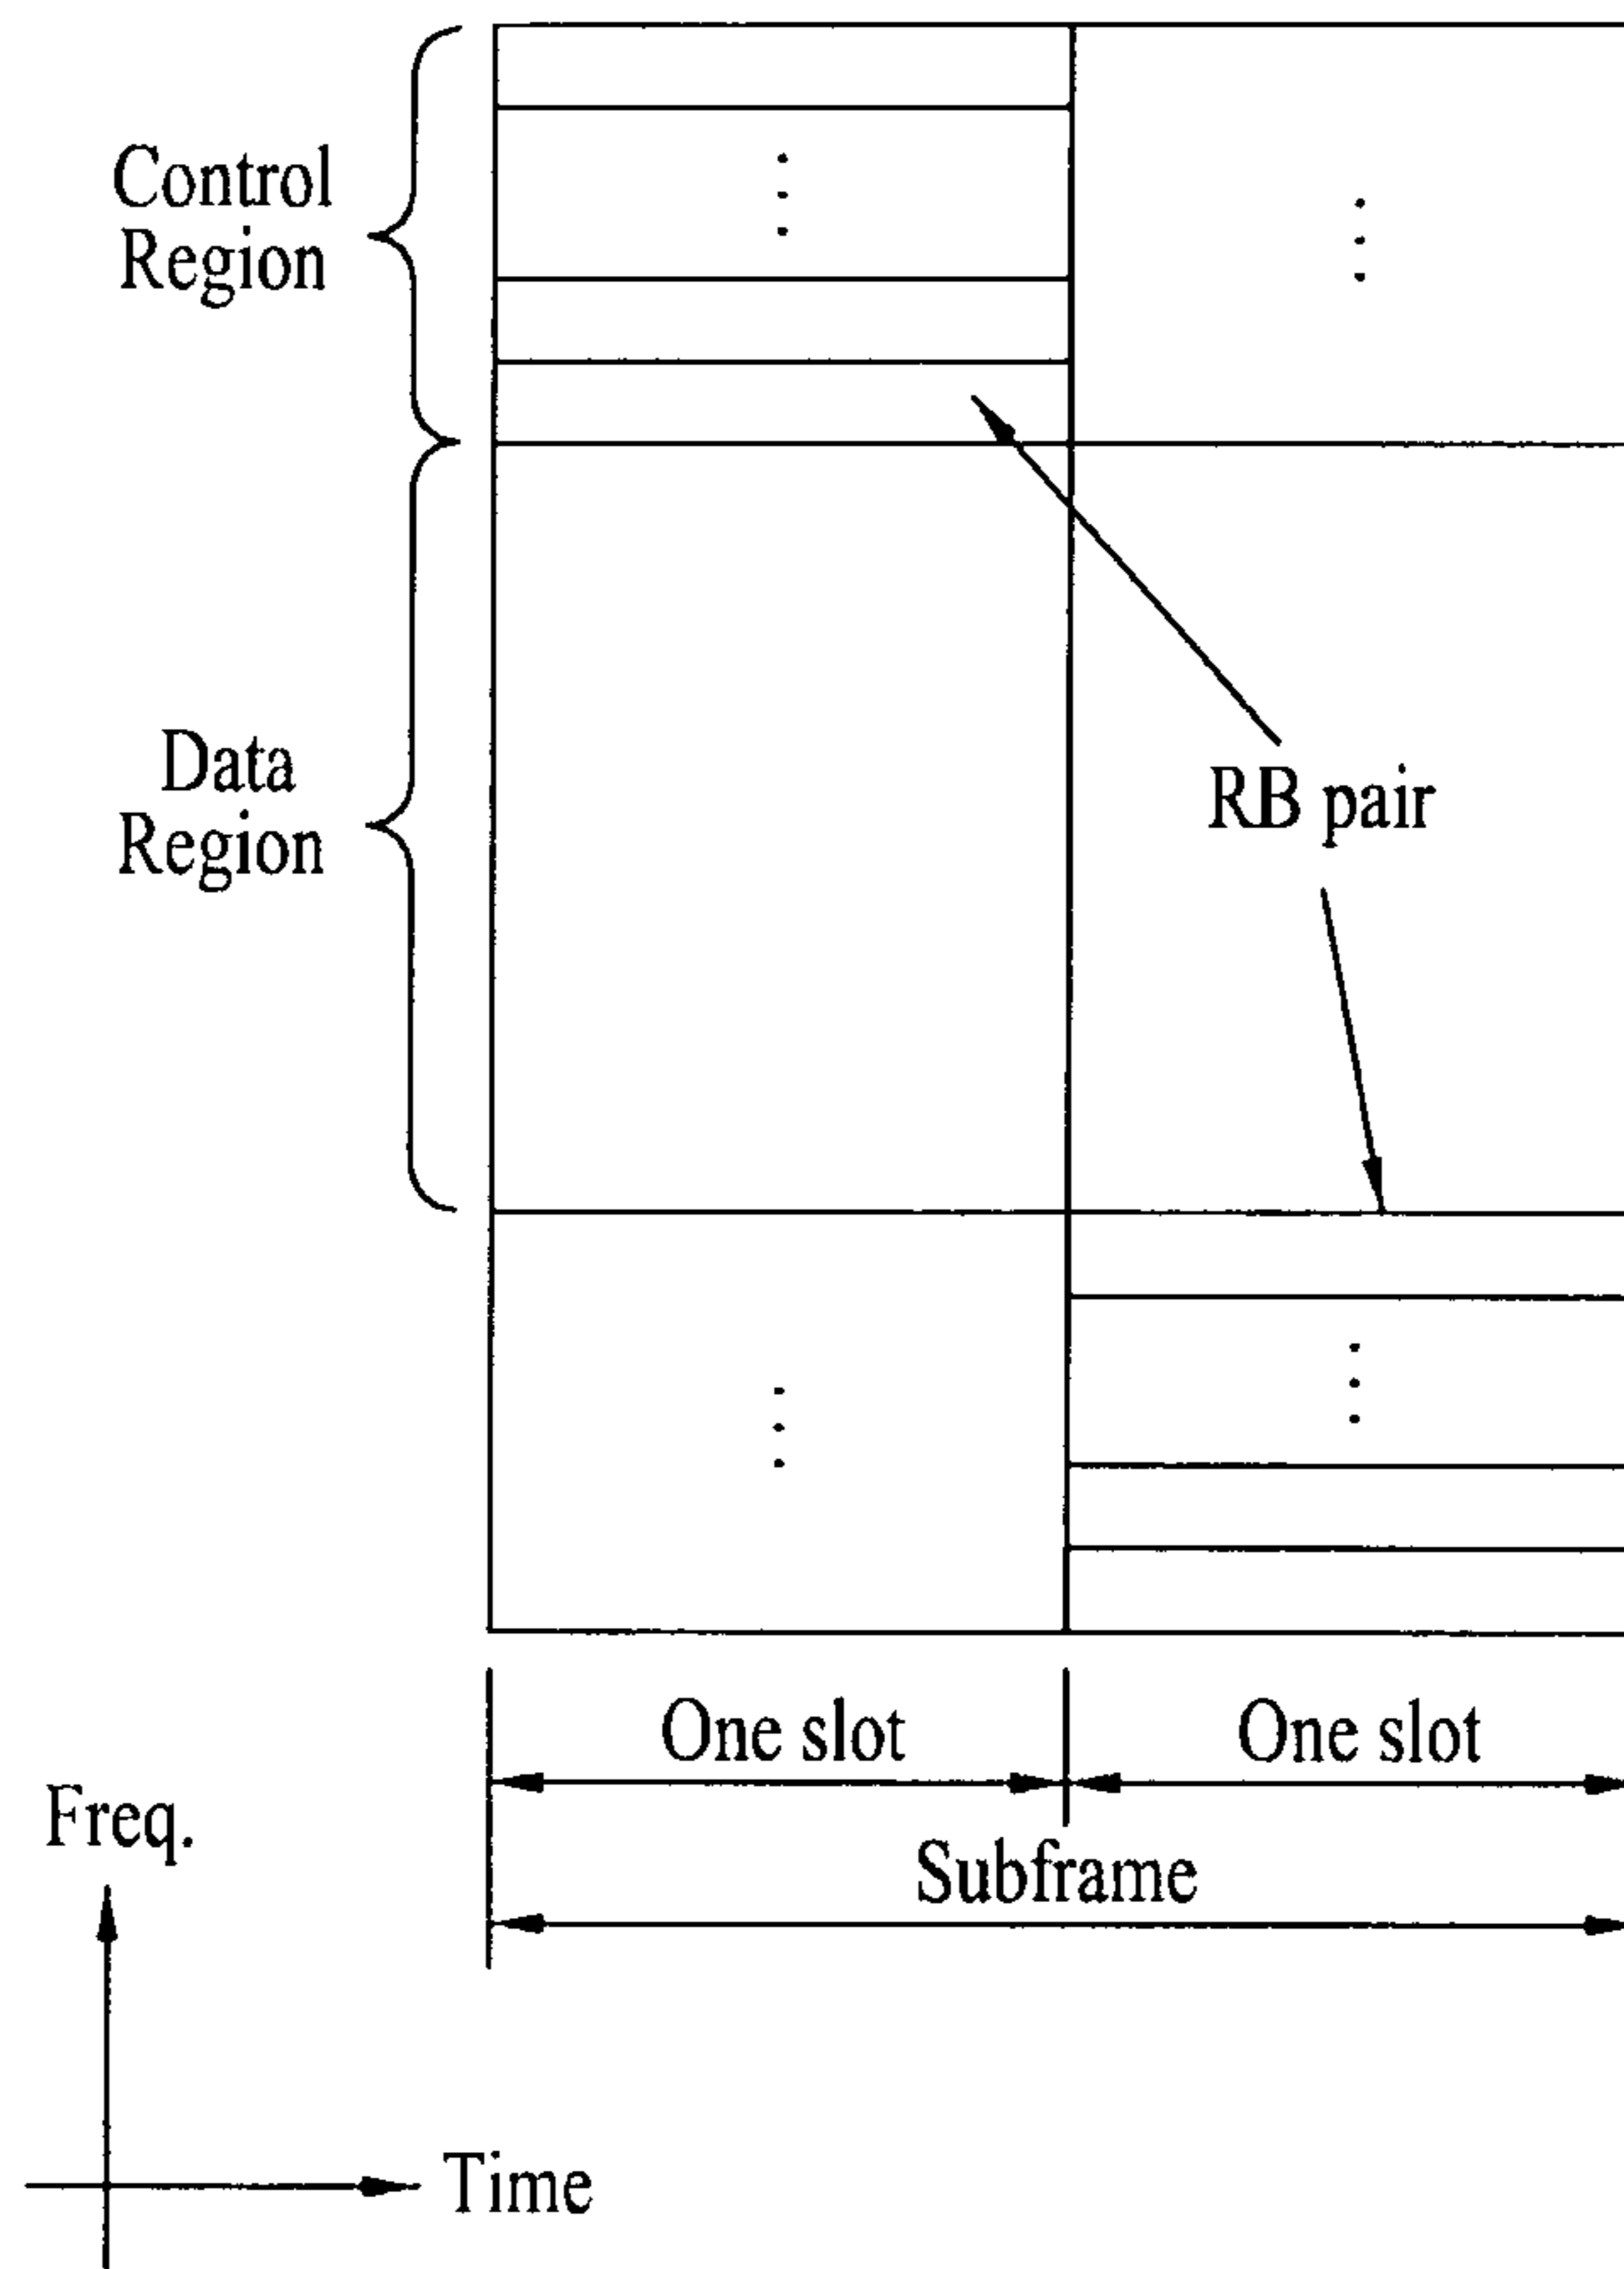 Control
Region
Data
Region
RB pair
One slot
One slot
Subframe
Freq.
Time